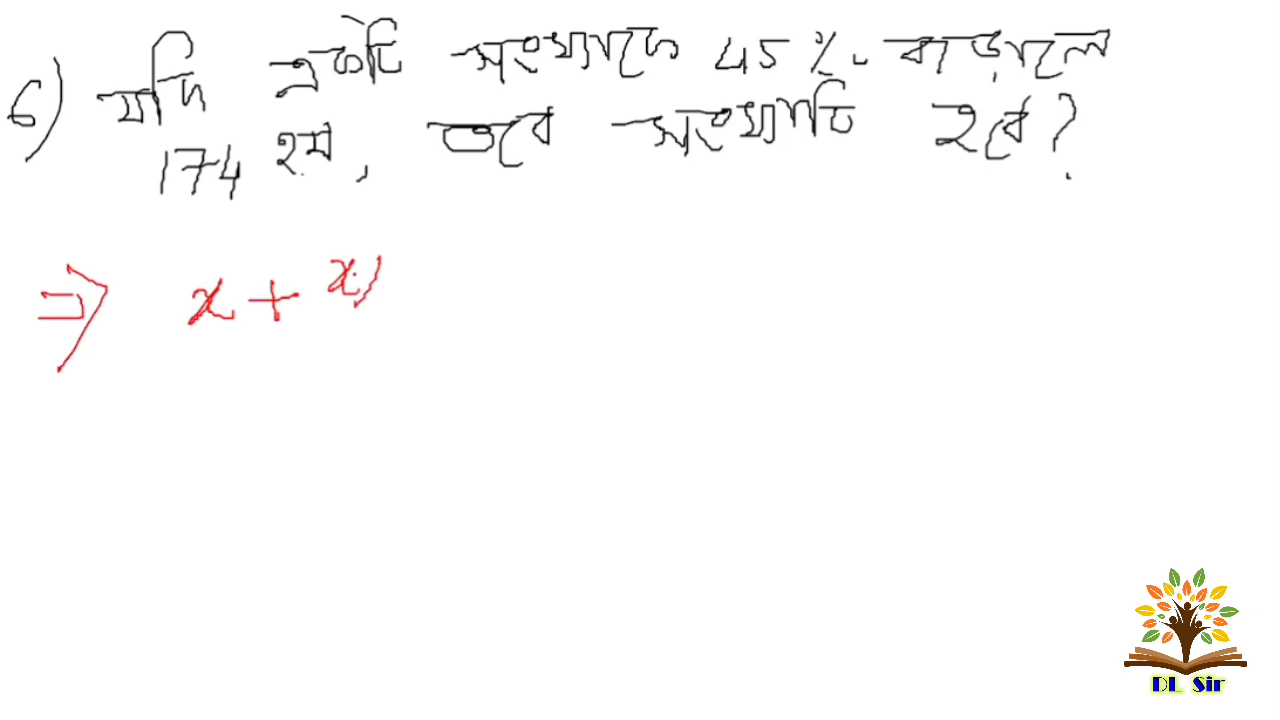 6) যদি একটি সংখ্যাকে 45% বাড়ালে
174 হয়, তবে সংখ্যাটি হবে?
⇒ x + x
DL Sir